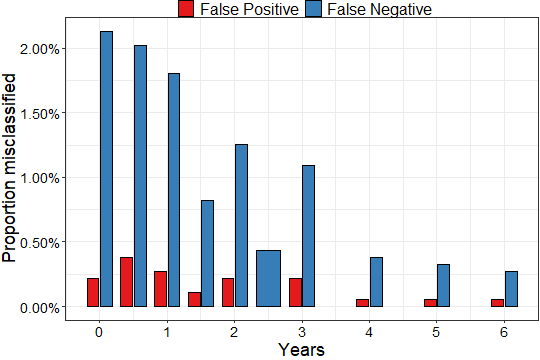 False Positive False Negative
Proportion misclassified
2.00%
1.50%
1.00%
0.50%
0.00%
0 1 2 3 4 5 6
Years